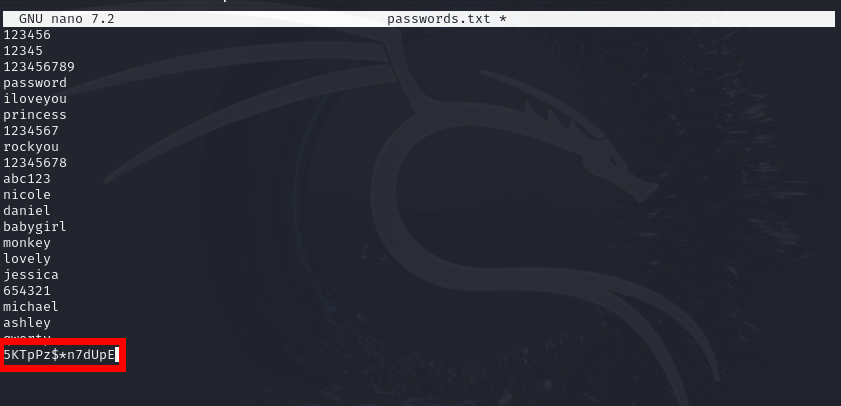 GNU nano 7.2 passwords.txt *
123456
12345
123456789
password
iloveyou
princess
1234567
rockyou
12345678
abc123
nicole
daniel
babygirl
monkey
lovely
jessica
654321
michael
ashley
qwerty
5KTpPz$*n7dUpE